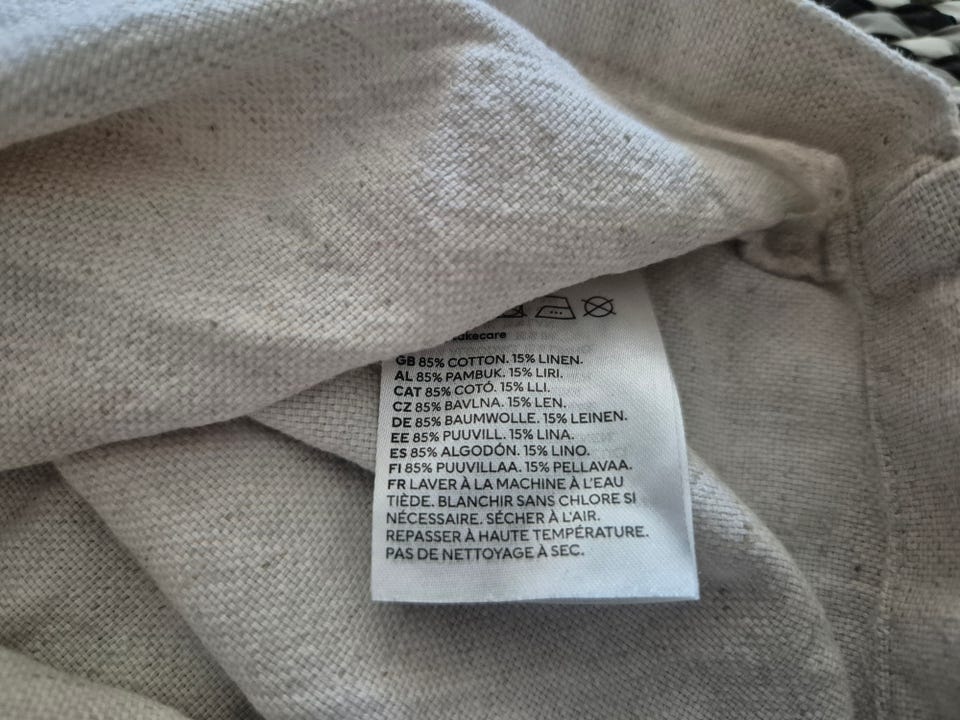 GB 85% COTTON. 15% LINEN.
AL 85% PAMBUK. 15% LIRI.
CAT 85% COTÓ. 15% LLI.
CZ 85% BAVLNA. 15% LEN.
DE 85% BAUMWOLLE. 15% LEINEN.
EE 85% PUUVILL. 15% LINA.
ES 85% ALGODÓN. 15% LINO.
FI 85% PUUVILLAA. 15% PELLAVAA.
FR LAVER À LA MACHINE À L'EAU
TIÈDE. BLANCHIR SANS CHLORE SI
NÉCESSAIRE. SÉCHER À L'AIR.
REPASSER À HAUTE TEMPÉRATURE.
PAS DE NETTOYAGE À SEC.